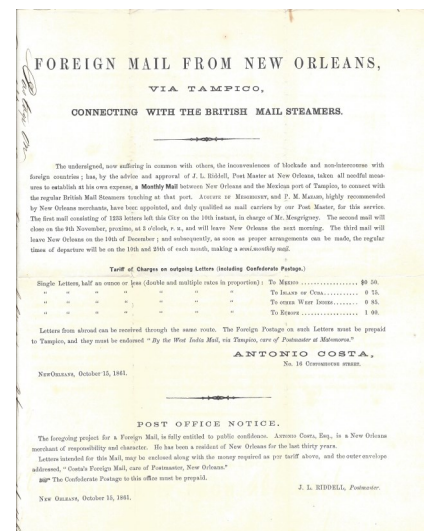 FOREIGN MAIL FROM NEW ORLEANS,
VIA TAMPICO,
CONNECTING WITH THE BRITISH MAIL STEAMERS.
The undersigned, now suffering in common with others, the inconveniences of blockade and non-intercourse with
foreign countries ; has, by the advice and approval of J. L. Riddell, Post Master at New Orleans, taken all needful meas-
ures to establish at his own expense, a Monthly Mail between New Orleans and the Mexican port of Tampico, to connect with
the regular British Mail Steamers touching at that port. AUGUSTE DE and P. M. highly recommended
by New Orleans merchants, have been appointed, and duly qualified as mail carriers by our Post Master, for this service.
The first mail consisting of 1235 letters left this City on the 10th instant, in charge of Mr. The second mail will
close on the 9th November, proximo, at 5 o'clock, P. M., and will leave New Orleans the next morning. The third mail will
leave New Orleans on the 10th of December ; and subsequently, as soon as proper arrangements can be made, the regular
times of departure will be on the 10th and 25th of each month, making a semi-monthly mail.
Tariff of Charges on outgoing Letters (including Confederate Postage.)
Single Letters, half an ounce or less (double and multiple rates in proportion) : To MEXICO .................. $0 50.
" " " " " " " To ISLAND OF CUBA........... 0 75.
" " " " " " " To OTHER WEST INDIES........ 0 85.
" " " " " " " To EUROPE .................. 1 00.
Letters from abroad can be received through the same route. The Foreign Postage on such Letters must be prepaid
to Tampico, and they must be endorsed "By the West India Mail, via Tampico, care of Postmaster at Matamoras."
ANTONIO COSTA,
No. 16 CUSTOMHOUSE STREET.
NEW ORLEANS, October 15, 1861.
POST OFFICE NOTICE.
The foregoing project for a Foreign Mail, is fully entitled to public confidence. ANTONIO COSTA, Esq., is a New Orleans
merchant of responsibility and character. He has been a resident of New Orleans for the last thirty years.
Letters intended for this Mail, may be enclosed along with the money required as per tariff above, and the outer envelope
addressed, "Costa's Foreign Mail, care of Postmaster, New Orleans."
The Confederate Postage to this office must be prepaid.
J. L. RIDDELL, Postmaster.
NEW ORLEANS, October 15, 1861.